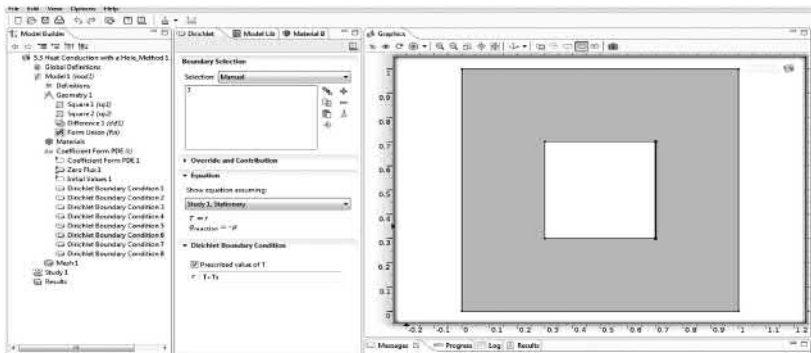 File Edit View Options Help
Model Builder
5.3 Heat Conduction with a Hole_Method 1
Global Definitions
Model 1 (mod1)
Definitions
Geometry 1
Square 1 (sq1)
Square 2 (sq2)
Difference 1 (dif1)
Form Union (fin)
Materials
Coefficient Form PDE
Coefficient Form PDE 1
Zero Flux 1
Initial Values 1
Dirichlet Boundary Condition 1
Dirichlet Boundary Condition 2
Dirichlet Boundary Condition 3
Dirichlet Boundary Condition 4
Dirichlet Boundary Condition 5
Dirichlet Boundary Condition 6
Dirichlet Boundary Condition 7
Dirichlet Boundary Condition 8
Mesh 1
Study 1
Results
Dirichlet Model Lib Material B
Boundary Selection
Selection: Manual
Override and Contribution
Equation
Show equation assuming:
Study 1, Stationary
T = r
Dirichlet Boundary Condition
Prescribed value of T
Graphics
1
0.9
0.8
0.7
0.6
0.5
0.4
0.3
0.2
0.1
0
-0.2 -0.1 0 0.1 0.2 0.3 0.4 0.5 0.6 0.7 0.8 0.9 1 1.1 1.2
Messages Progress Log Results